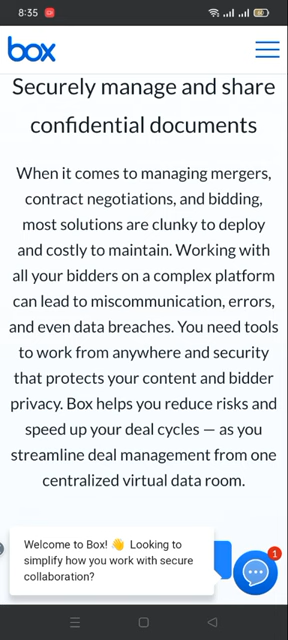 8:35
box
Securely manage and share
confidential documents
When it comes to managing mergers,
contract negotiations, and bidding,
most solutions are clunky to deploy
and costly to maintain. Working with
all your bidders on a complex platform
can lead to miscommunication, errors,
and even data breaches. You need tools
to work from anywhere and security
that protects your content and bidder
privacy. Box helps you reduce risks and
speed up your deal cycles — as you
streamline deal management from one
centralized virtual data room.
Welcome to Box! 👋 Looking to
simplify how you work with secure
collaboration?
1